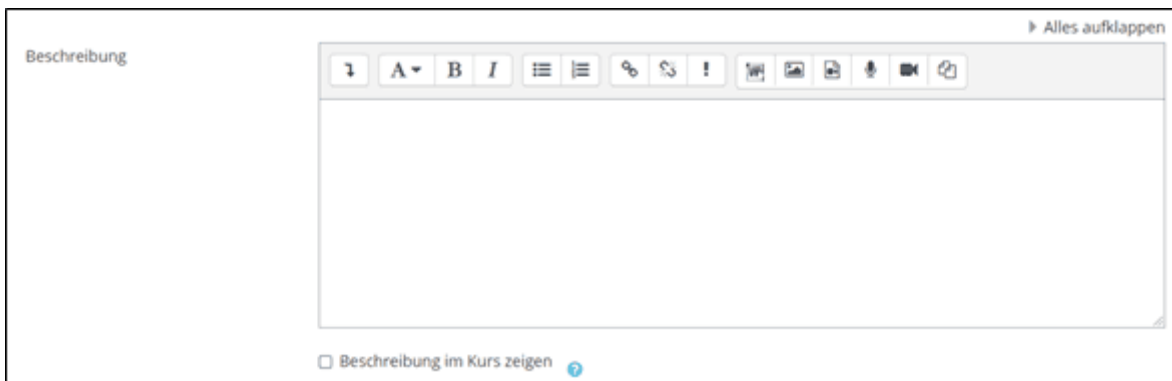 Alles aufklappen
Beschreibung
A B I
Beschreibung im Kurs zeigen